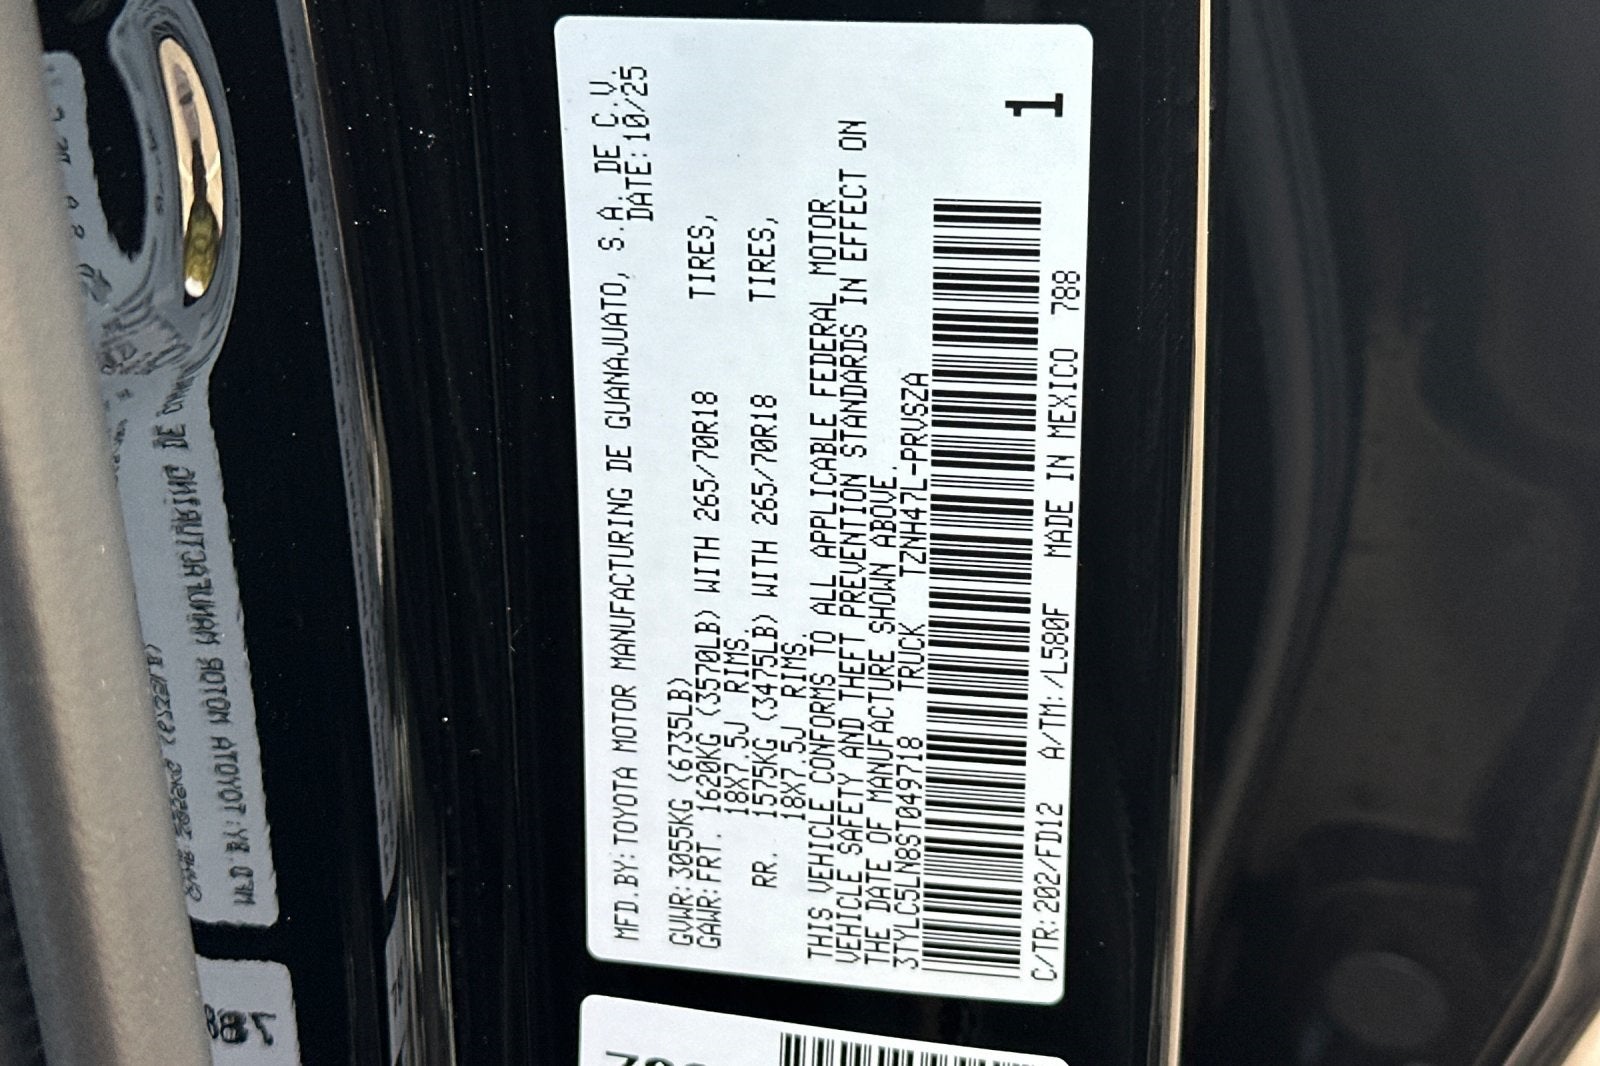 MFD.BY:TOYOTA MOTOR MANUFACTURING DE GUANAJUATO, S.A. DE C.V.
DATE:10/25
GVWR:3055KG (6735LB)
GAWR:FRT. 1620KG (3570LB) WITH 265/70R18 TIRES,
18X7.5J RIMS.
RR. 1575KG (3475LB) WITH 265/70R18 TIRES,
18X7.5J RIMS.
THIS VEHICLE CONFORMS TO ALL APPLICABLE FEDERAL MOTOR
VEHICLE SAFETY AND THEFT PREVENTION STANDARDS IN EFFECT ON
THE DATE OF MANUFACTURE SHOWN ABOVE.
3TYLC5LN8ST049718 TRUCK TZNH47L-PRVSZA
C/TR:202/FD12 A/TM:/L580F MADE IN MEXICO 788
1